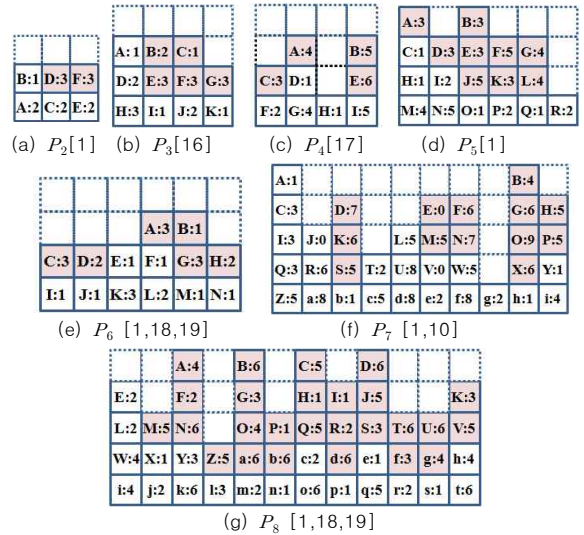 B:1 D:3 F:3
A:2 C:2 E:2
(a) P2[1]
A:1 B:2 C:1
D:2 E:3 F:3 G:3
H:3 I:1 J:2 K:1
(b) P3[16]
A:4 B:5
C:3 D:1 E:6
F:2 G:4 H:1 I:5
(c) P4[17]
A:3 B:3
C:1 D:3 E:3 F:5 G:4
H:1 I:2 J:5 K:3 L:4
M:4 N:5 O:1 P:2 Q:1 R:2
(d) P5[1]
A:3 B:1
C:3 D:2 E:1 F:1 G:3 H:2
I:1 J:1 K:3 L:2 M:1 N:1
(e) P6 [1,18,19]
A:1 B:4
C:3 D:7 E:0 F:6 G:6 H:5
I:3 J:0 K:6 L:5 M:5 N:7 O:9 P:5
Q:3 R:6 S:5 T:2 U:8 V:0 W:5 X:6 Y:1
Z:5 a:8 b:1 c:5 d:8 e:2 f:8 g:2 h:1 i:4
(f) P7 [1,10]
A:4 B:6 C:5 D:6
E:2 F:2 G:3 H:1 I:1 J:5 K:3
L:2 M:5 N:6 O:4 P:1 Q:5 R:2 S:3 T:6 U:6 V:5
W:4 X:1 Y:3 Z:5 a:6 b:6 c:2 d:6 e:1 f:3 g:4 h:4
i:4 j:2 k:6 l:3 m:2 n:1 o:6 p:1 q:5 r:2 s:1 t:6
(g) P8 [1,18,19]